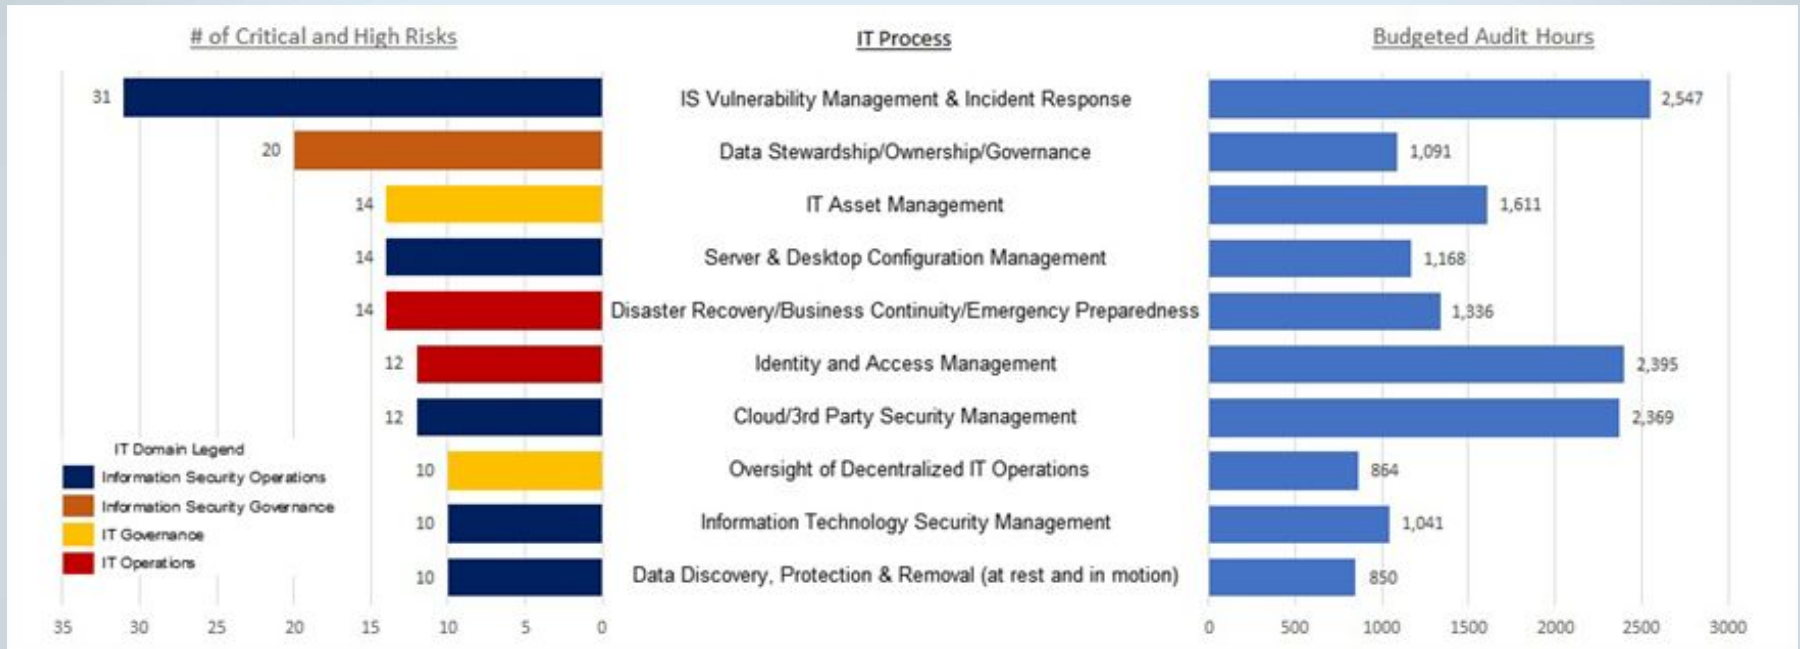 # of Critical and High Risks
IT Process
Budgeted Audit Hours
31
IS Vulnerability Management & Incident Response
2,547
20
Data Stewardship/Ownership/Governance
1,091
14
IT Asset Management
1,611
14
Server & Desktop Configuration Management
1,168
14
Disaster Recovery/Business Continuity/Emergency Preparedness
1,336
12
Identity and Access Management
2,395
12
Cloud/3rd Party Security Management
2,369
10
Oversight of Decentralized IT Operations
864
10
Information Technology Security Management
1,041
10
Data Discovery, Protection & Removal (at rest and in motion)
850
IT Domain Legend
Information Security Operations
Information Security Governance
IT Governance
IT Operations
35 30 25 20 15 10 5 0
0 500 1000 1500 2000 2500 3000